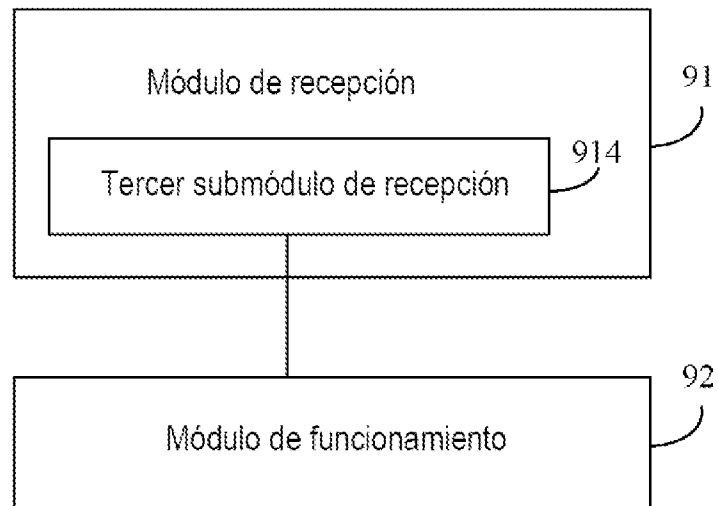 Módulo de recepción
91
914
Tercer submódulo de recepción
92
Módulo de funcionamiento